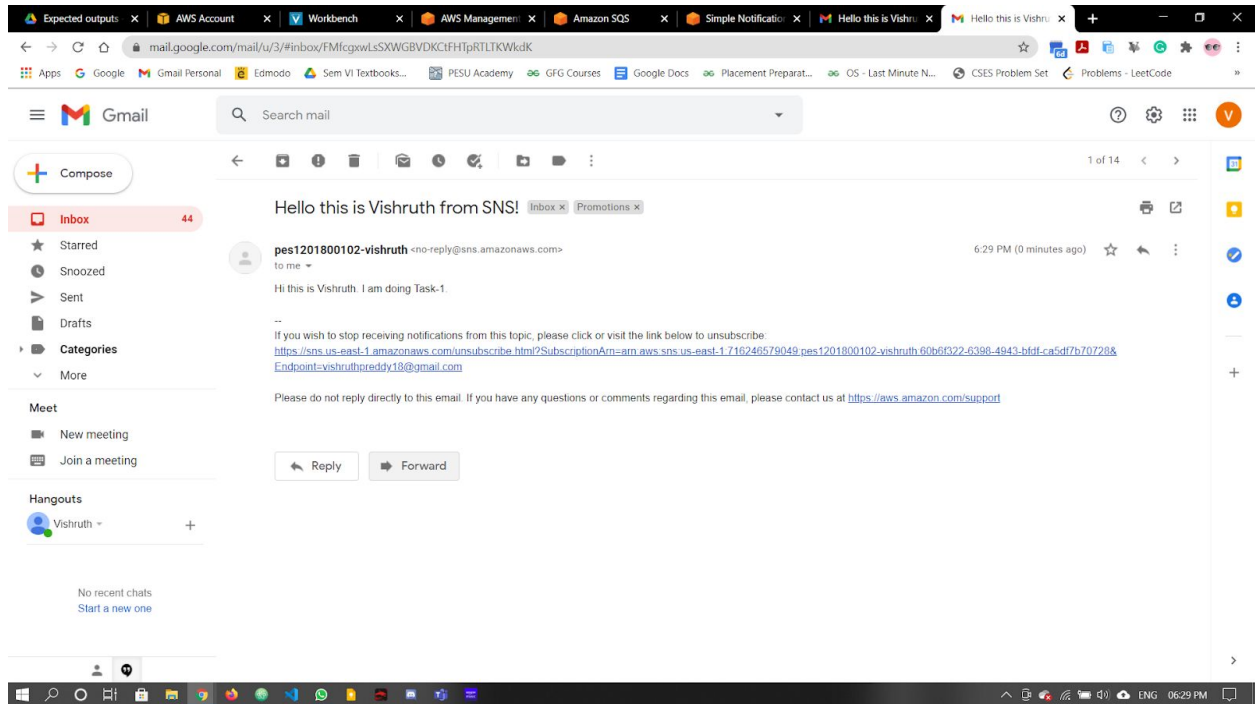 Expected outputs
AWS Account
Workbench
AWS Management
Amazon SQS
Simple Notification
Hello this is Vishru
Hello this is Vishru
mail.google.com/mail/u/3/#inbox/FMfcgxwLsSXWGBVDKCtFHTpRTLTKWkdK
6d
Apps
Google
Gmail Personal
Edmodo
Sem VI Textbooks...
PESU Academy
GFG Courses
Google Docs
Placement Preparat...
OS - Last Minute N...
CSES Problem Set
Problems - LeetCode
»
Gmail
Search mail
V
Compose
1 of 14
31
Hello this is Vishruth from SNS! Inbox x Promotions x
Inbox 44
Starred
Snoozed
Sent
Drafts
Categories
More
pes1201800102-vishruth <no-reply@sns.amazonaws.com>
6:29 PM (0 minutes ago)
to me
Hi this is Vishruth. I am doing Task-1.
--
If you wish to stop receiving notifications from this topic, please click or visit the link below to unsubscribe:
https://sns.us-east-1.amazonaws.com/unsubscribe.html?SubscriptionArn=arn:aws:sns:us-east-1:716246579049:pes1201800102-vishruth:60b6f322-6398-4943-bfdf-ca5df7b70728&
Endpoint=vishruthpreddy18@gmail.com
Please do not reply directly to this email. If you have any questions or comments regarding this email, please contact us at https://aws.amazon.com/support
Meet
New meeting
Join a meeting
Reply
Forward
Hangouts
Vishruth
No recent chats
Start a new one
ENG 06:29 PM